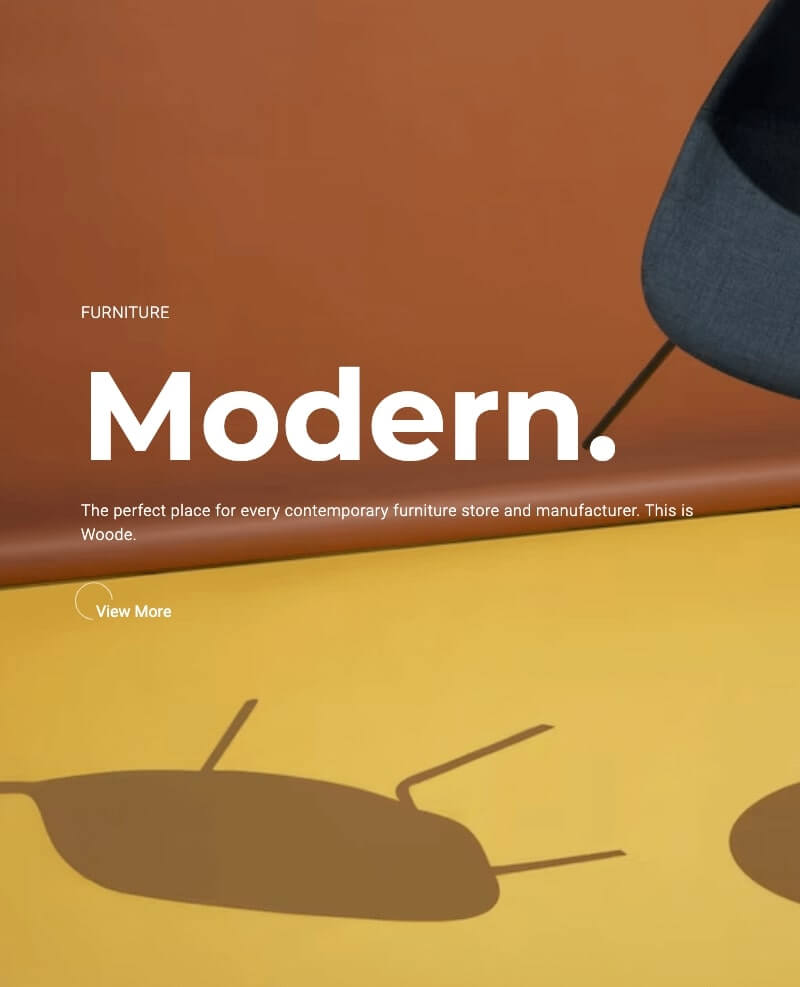 FURNITURE
Modern.
The perfect place for every contemporary furniture store and manufacturer. This is
Woode.
View More